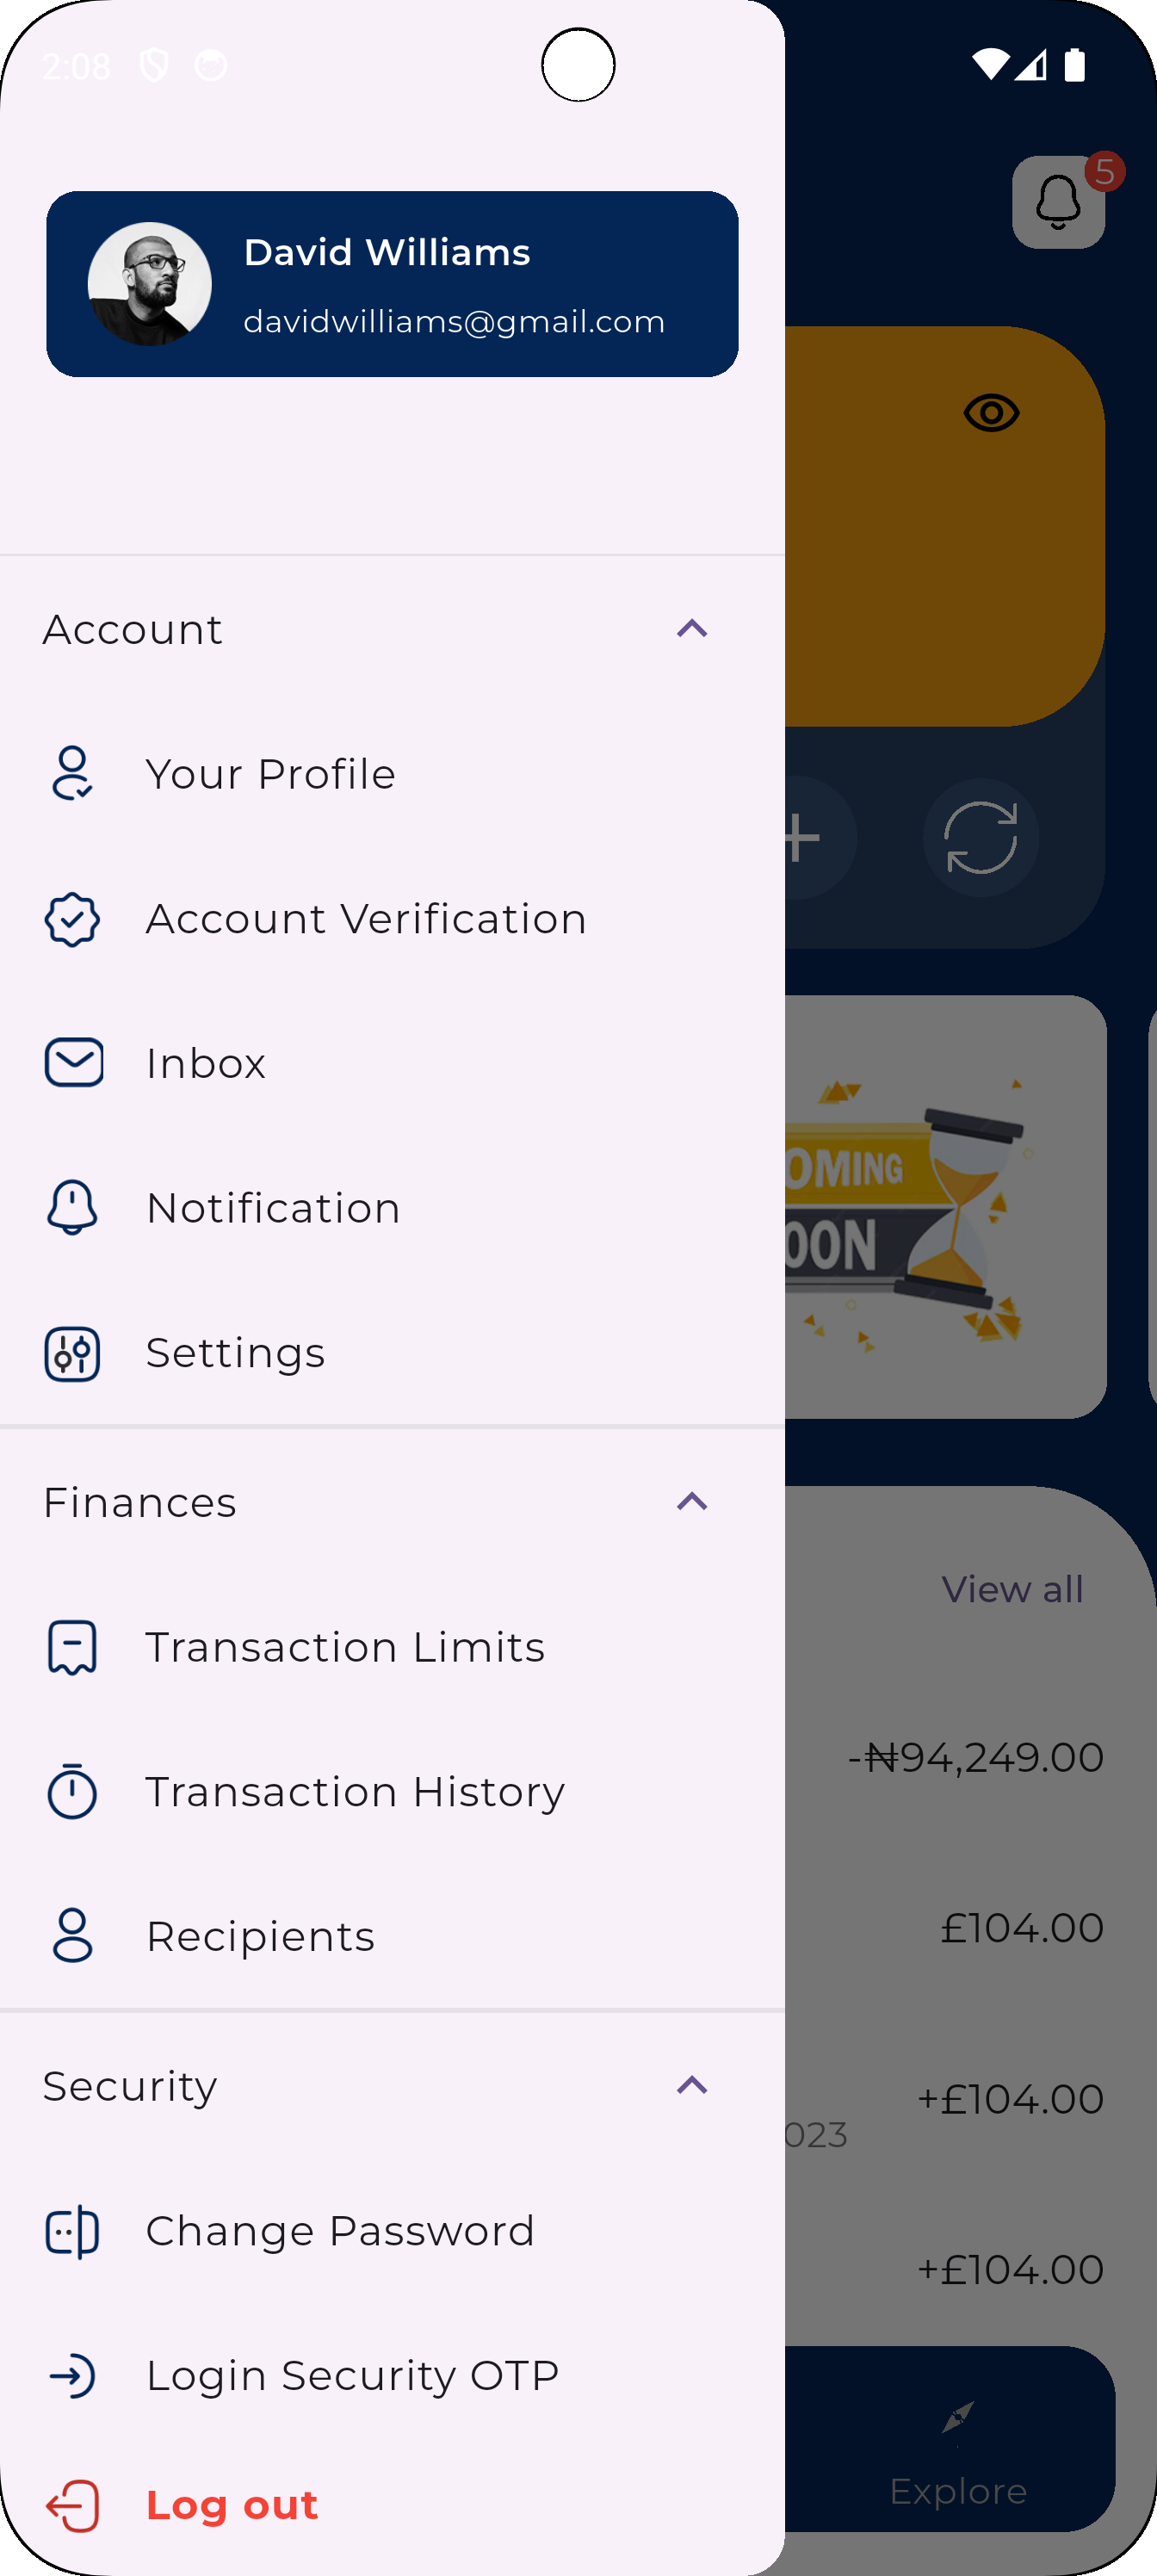 2:08
5
David Williams
davidwilliams@gmail.com
Account
Your Profile
Account Verification
Inbox
OMING
OON
Notification
Settings
Finances
View all
Transaction Limits
-₦94,249.00
Transaction History
£104.00
Recipients
Security
+£104.00
023
Change Password
+£104.00
Login Security OTP
Explore
Log out